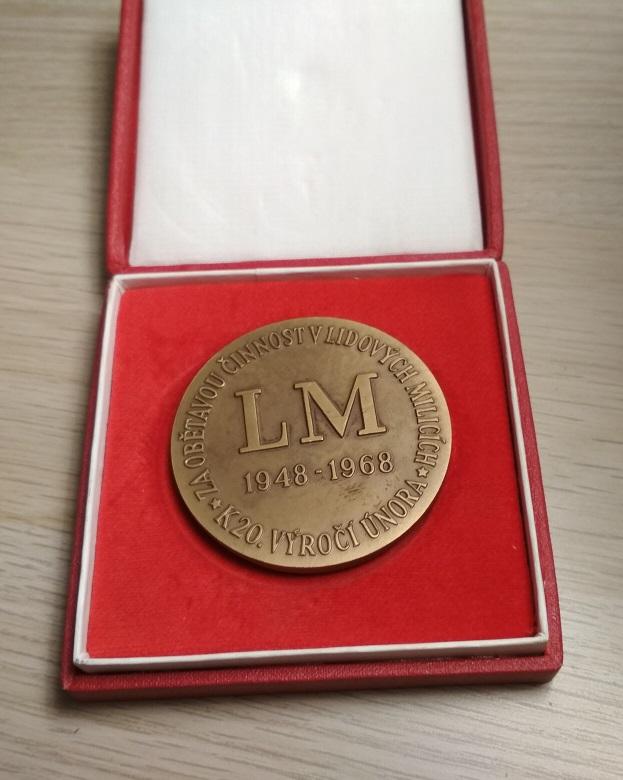 ZA OBĚTAVOU ČINNOST V LIDOVÝCH MILICÍCH
LM
1948-1968
★ K 20. VÝROČÍ ÚNORA ★